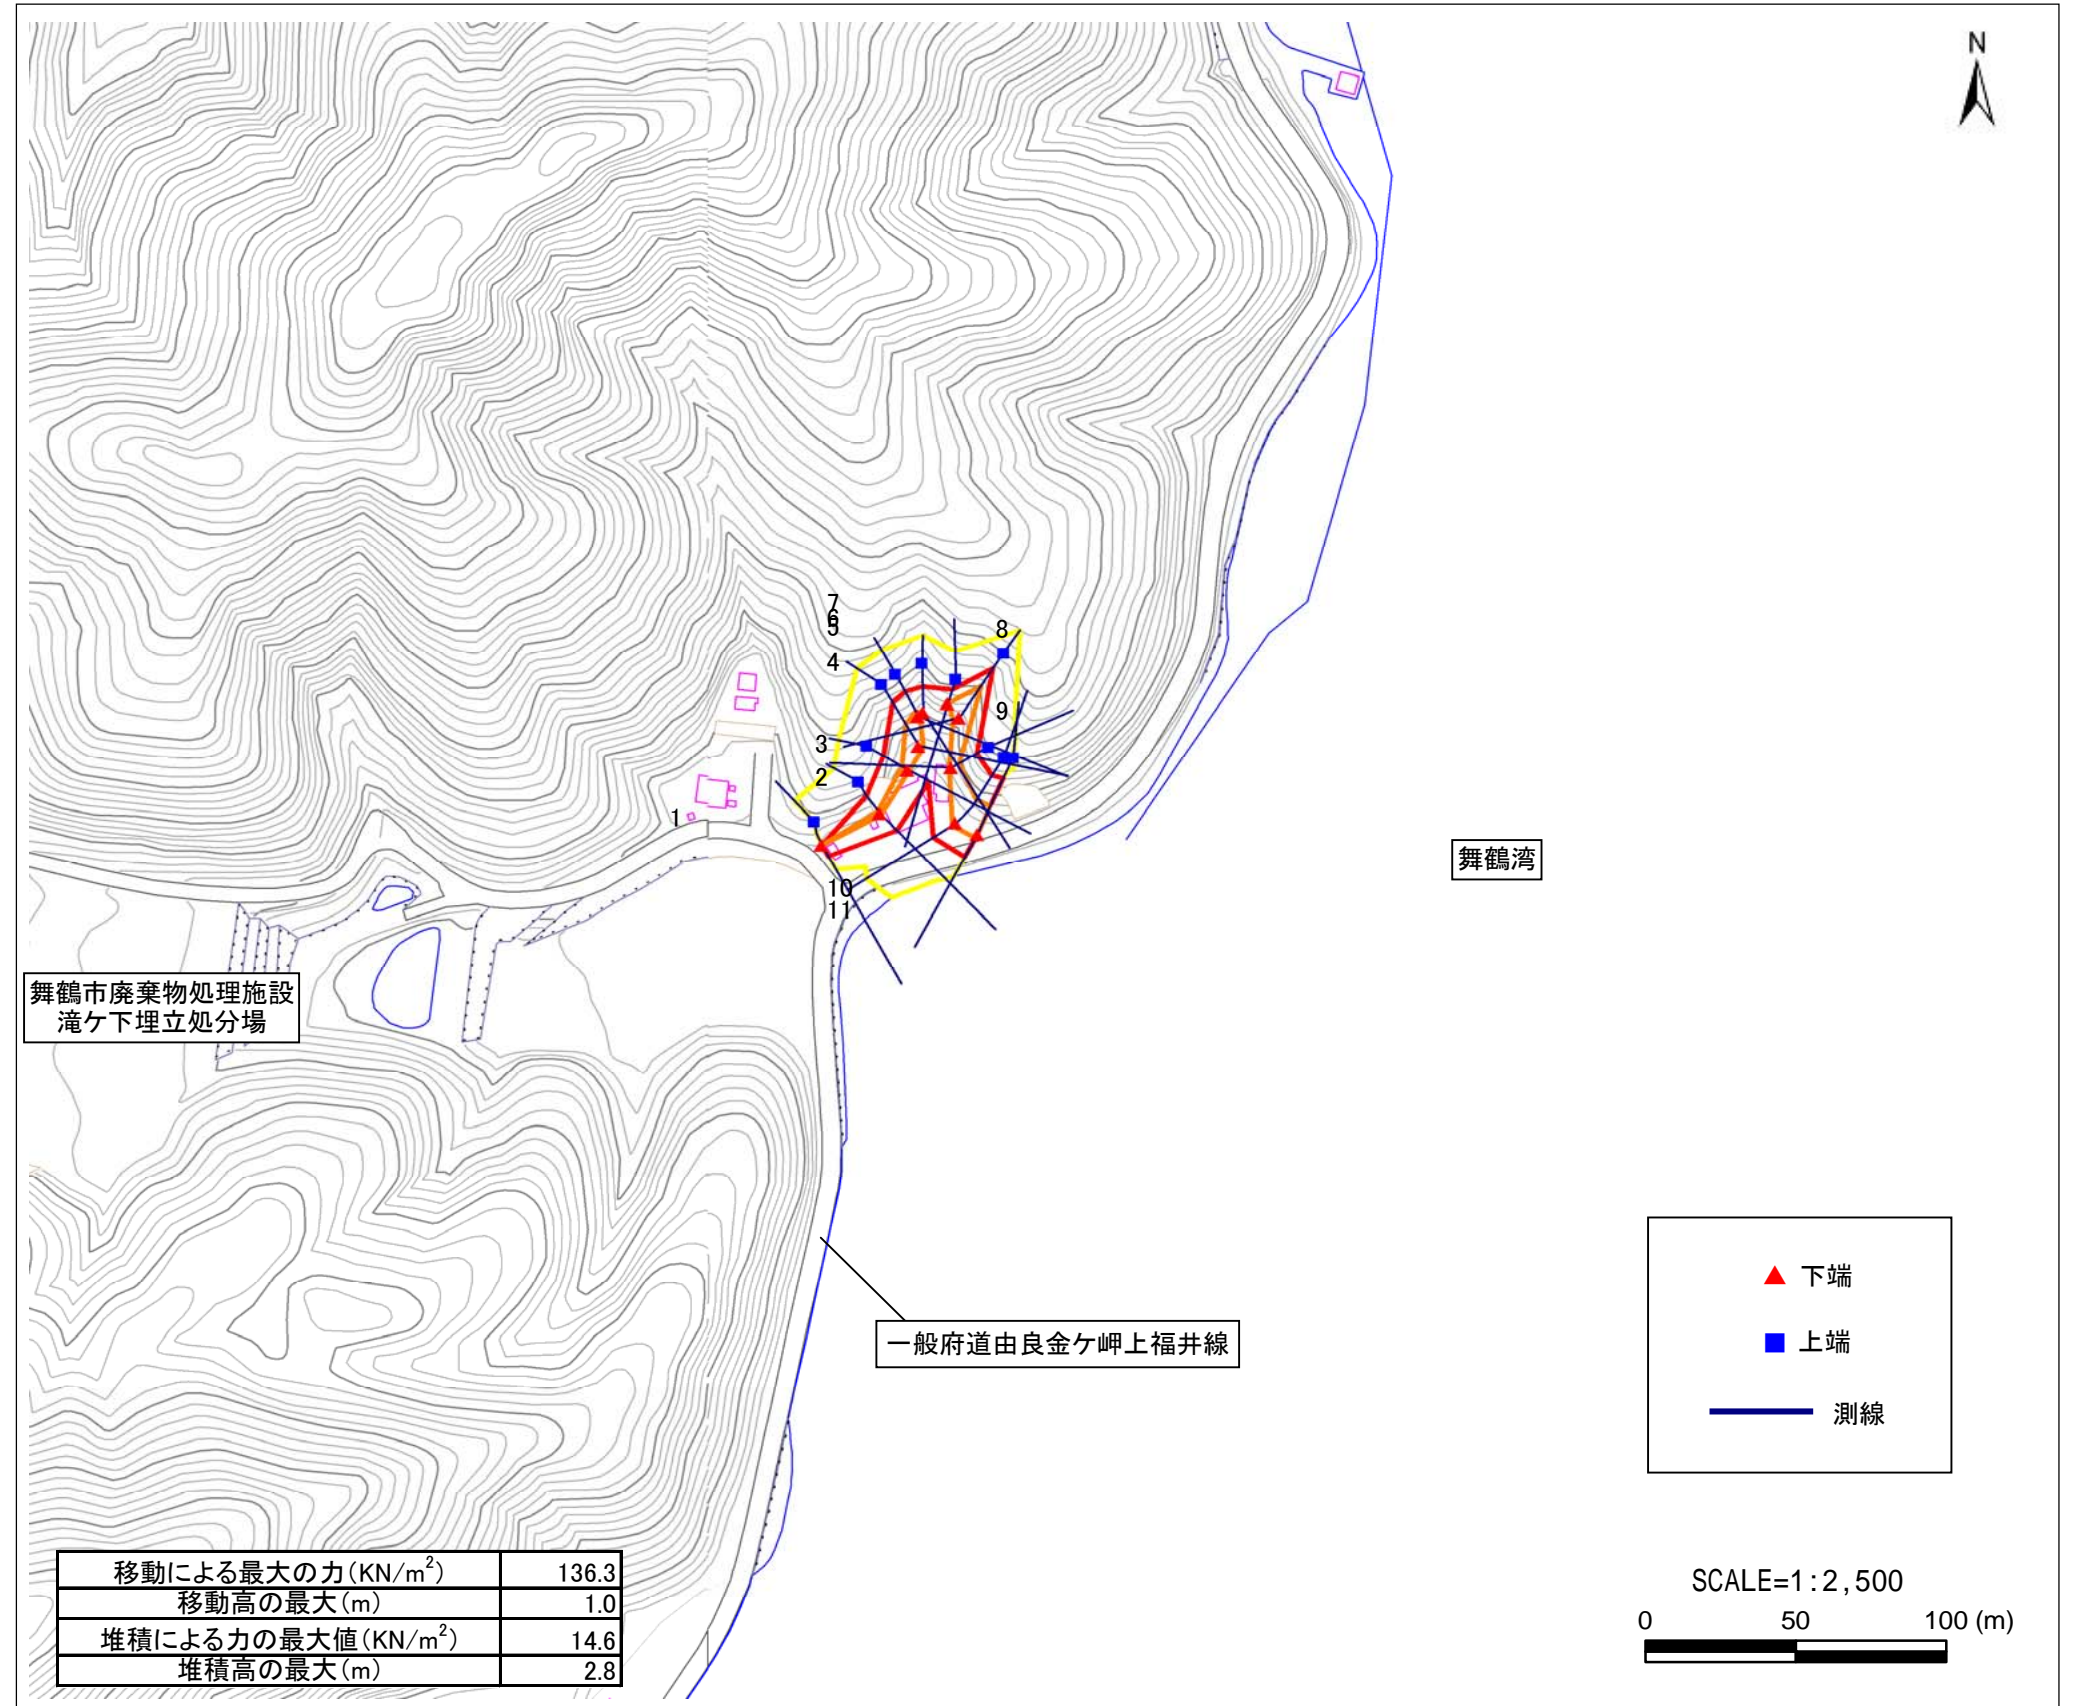 N
7
6
5
8
4
9
3
2
1
舞鶴湾
10
11
舞鶴市廃棄物処理施設
滝ケ下埋立処分場
下端
上端
一般府道由良金ケ岬上福井線
測線
移動による最大の力(KN/m²) 136.3
移動高の最大(m) 1.0
堆積による力の最大値(KN/m²) 14.6
堆積高の最大(m) 2.8
SCALE=1:2,500
0 50 100 (m)